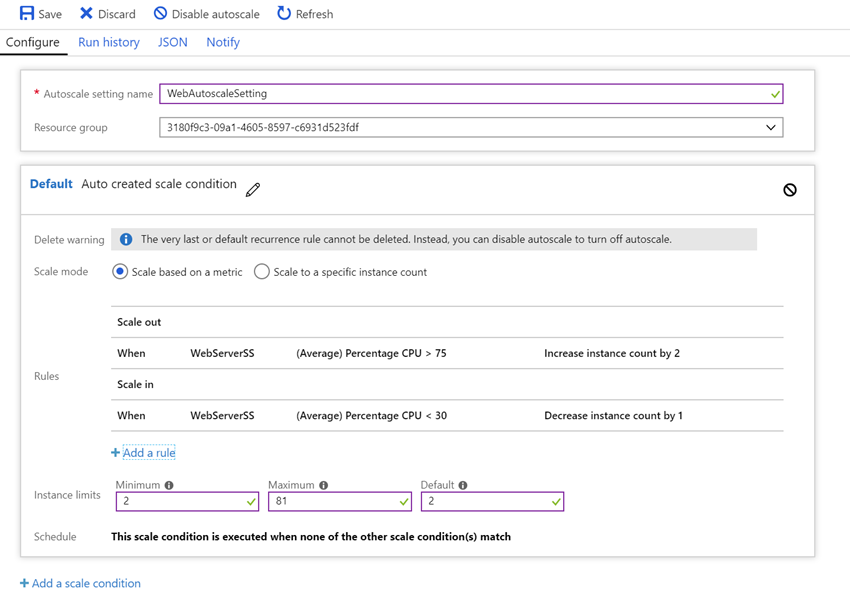 Save Discard Disable autoscale Refresh
Configure Run history JSON Notify
* Autoscale setting name WebAutoscaleSetting
Resource group 3180f9c3-09a1-4605-8597-c6931d523fdf
Default Auto created scale condition
Delete warning The very last or default recurrence rule cannot be deleted. Instead, you can disable autoscale to turn off autoscale.
Scale mode Scale based on a metric Scale to a specific instance count
Scale out
When WebServerSS (Average) Percentage CPU > 75 Increase instance count by 2
Rules
Scale in
When WebServerSS (Average) Percentage CPU < 30 Decrease instance count by 1
+ Add a rule
Minimum Maximum Default
Instance limits 2 81 2
Schedule This scale condition is executed when none of the other scale condition(s) match
+ Add a scale condition